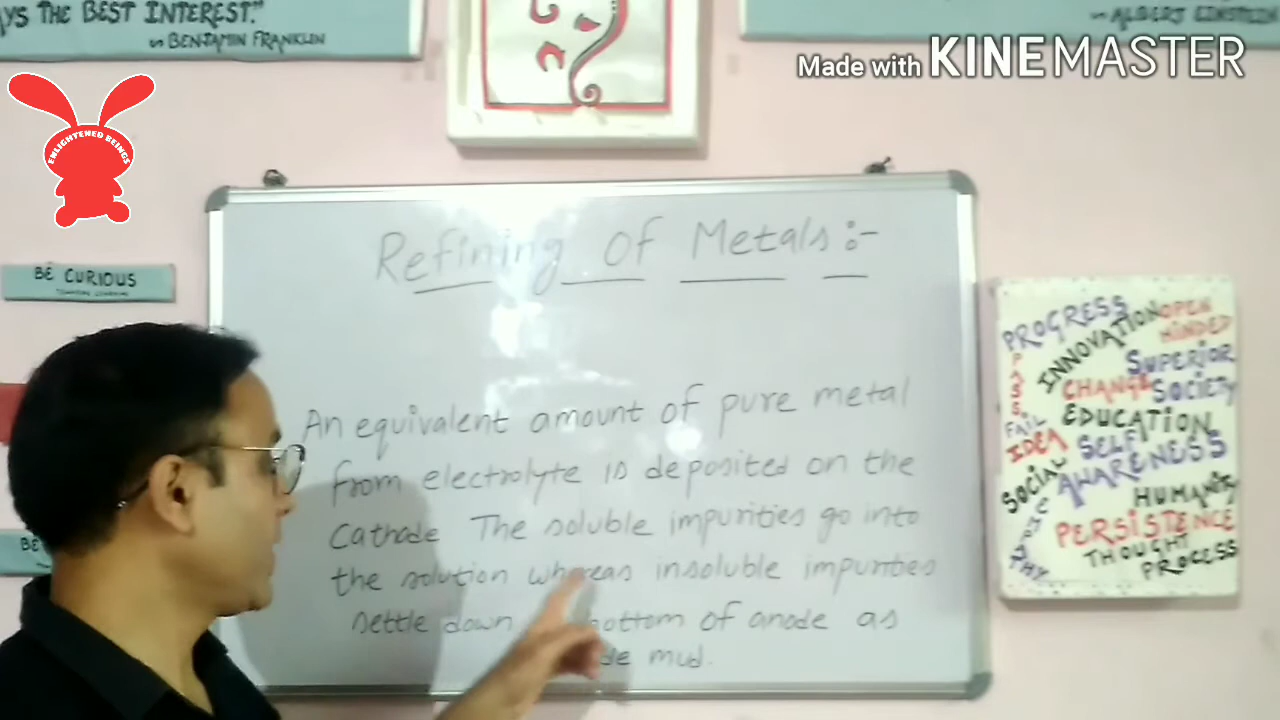 YS THE BEST INTEREST."
~ BENJAMIN FRANKLIN
~ ALBERT EINSTEIN
Made with KINEMASTER
ENLIGHTENED BEINGS
BE CURIOUS
Refining Of Metals:-
An equivalent amount of pure metal
from electrolyte is deposited on the
Cathode The soluble impurities go into
the solution whereas insoluble impurities
settle down bottom of anode as
de mud.
BE
PROGRESS
INNOVATION
OPEN
MINDED
PASS
FAIL
SUPERIOR
SOCIETY
CHANGE
EDUCATION
IDEA
SELF
AWARENESS
SOCIAL
HUMANITY
PERSISTENCE
THOUGHT
PROCESS